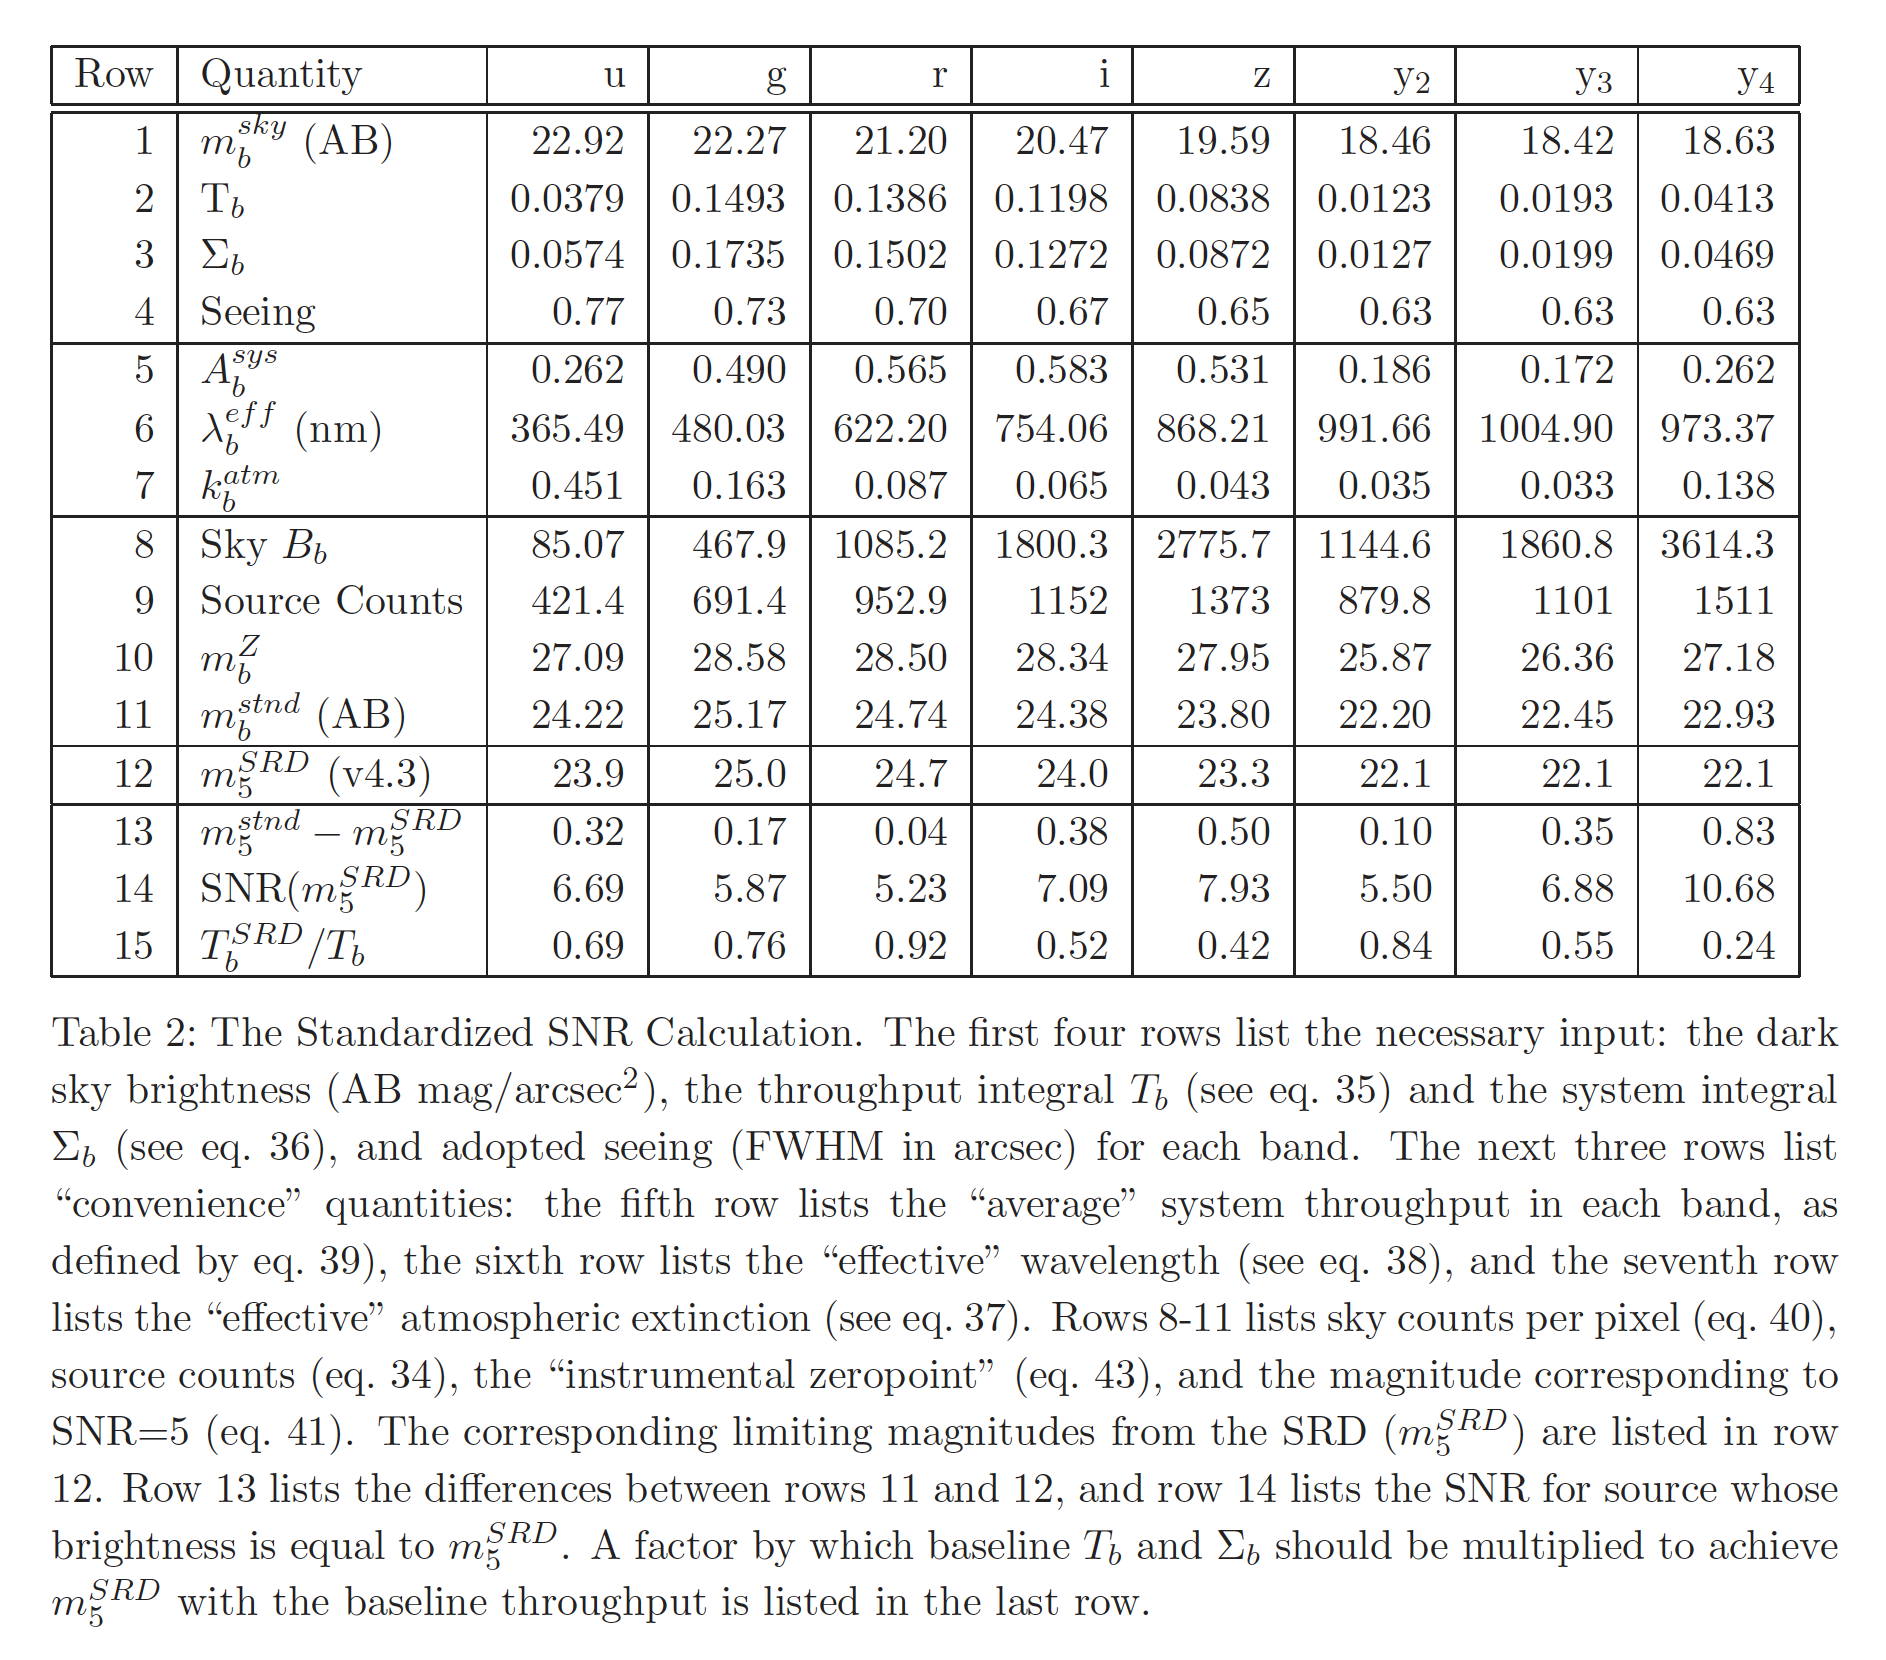 Row Quantity u g r i z y₂ y₃ y₄
1 m_b^{sky} (AB) 22.92 22.27 21.20 20.47 19.59 18.46 18.42 18.63
2 T_b 0.0379 0.1493 0.1386 0.1198 0.0838 0.0123 0.0193 0.0413
3 Σ_b 0.0574 0.1735 0.1502 0.1272 0.0872 0.0127 0.0199 0.0469
4 Seeing 0.77 0.73 0.70 0.67 0.65 0.63 0.63 0.63
5 A_b^{sys} 0.262 0.490 0.565 0.583 0.531 0.186 0.172 0.262
6 λ_b^{eff} (nm) 365.49 480.03 622.20 754.06 868.21 991.66 1004.90 973.37
7 k_b^{atm} 0.451 0.163 0.087 0.065 0.043 0.035 0.033 0.138
8 Sky B_b 85.07 467.9 1085.2 1800.3 2775.7 1144.6 1860.8 3614.3
9 Source Counts 421.4 691.4 952.9 1152 1373 879.8 1101 1511
10 m_b^Z 27.09 28.58 28.50 28.34 27.95 25.87 26.36 27.18
11 m_b^{stnd} (AB) 24.22 25.17 24.74 24.38 23.80 22.20 22.45 22.93
12 m_5^{SRD} (v4.3) 23.9 25.0 24.7 24.0 23.3 22.1 22.1 22.1
13 m_5^{stnd} − m_5^{SRD} 0.32 0.17 0.04 0.38 0.50 0.10 0.35 0.83
14 SNR(m_5^{SRD}) 6.69 5.87 5.23 7.09 7.93 5.50 6.88 10.68
15 T_b^{SRD}/T_b 0.69 0.76 0.92 0.52 0.42 0.84 0.55 0.24
Table 2: The Standardized SNR Calculation. The first four rows list the necessary input: the dark
sky brightness (AB mag/arcsec²), the throughput integral T_b (see eq. 35) and the system integral
Σ_b (see eq. 36), and adopted seeing (FWHM in arcsec) for each band. The next three rows list
“convenience” quantities: the fifth row lists the “average” system throughput in each band, as
defined by eq. 39), the sixth row lists the “effective” wavelength (see eq. 38), and the seventh row
lists the “effective” atmospheric extinction (see eq. 37). Rows 8-11 lists sky counts per pixel (eq. 40),
source counts (eq. 34), the “instrumental zeropoint” (eq. 43), and the magnitude corresponding to
SNR=5 (eq. 41). The corresponding limiting magnitudes from the SRD (m_5^{SRD}) are listed in row
12. Row 13 lists the differences between rows 11 and 12, and row 14 lists the SNR for source whose
brightness is equal to m_5^{SRD}. A factor by which baseline T_b and Σ_b should be multiplied to achieve
m_5^{SRD} with the baseline throughput is listed in the last row.